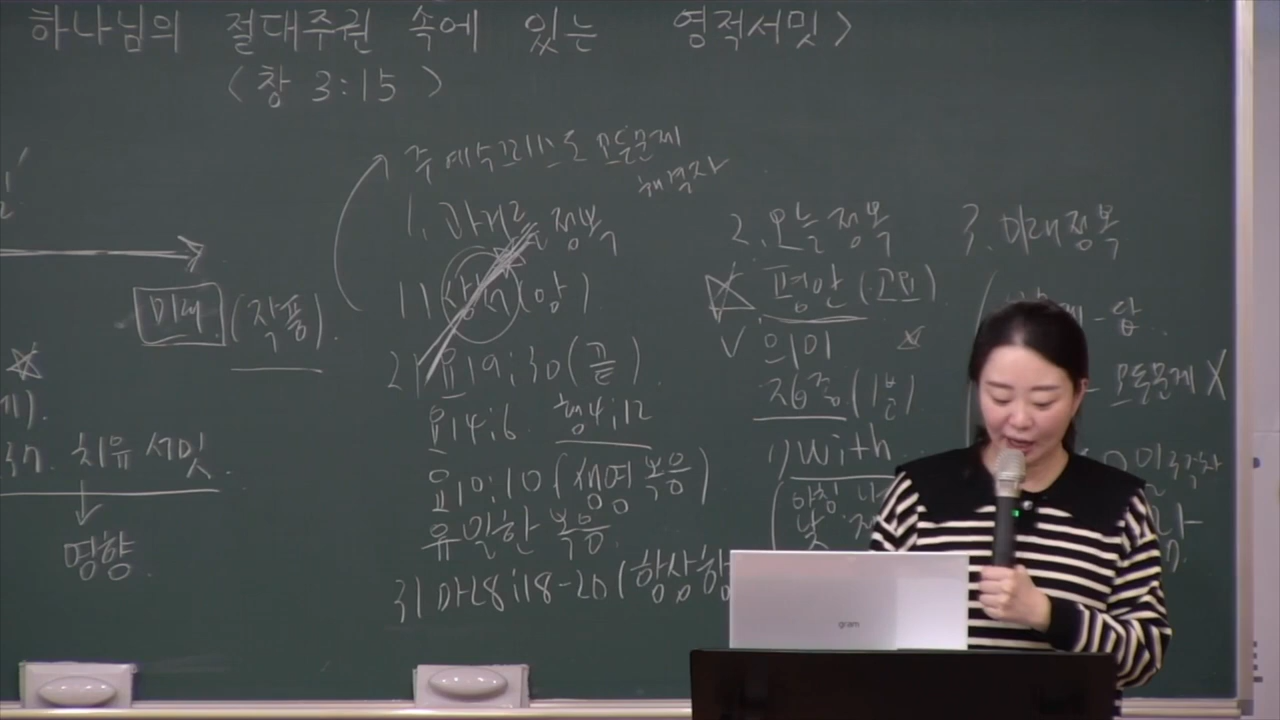 하나님의 절대주권 속에 있는 영적서밋>
<창 3:15>
주 예수 그리스도 모든문제
해결자
1. 과거 정복
1) 상처(양)
2) 요19:30(끝).
요14:6 행4:12
요10:10(생명 복음)
유일한 복음
3) 마28:18-20(항상함
미래 (작품).
치유 서밋.
영향.
2. 오늘 정복
☆ 평안(고민)
√ 의미 ☆
집중(1분)
1) with
아침
낮
3. 미래정복
- 답.
- 모든문제 X
gram